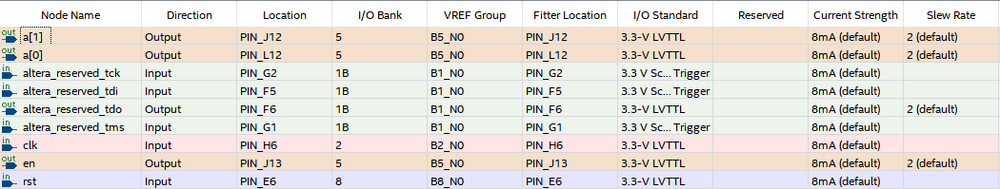 Node Name Direction Location I/O Bank VREF Group Fitter Location I/O Standard Reserved Current Strength Slew Rate
out a[1] Output PIN_J12 5 B5_N0 PIN_J12 3.3-V LVTTL 8mA (default) 2 (default)
out a[0] Output PIN_L12 5 B5_N0 PIN_L12 3.3-V LVTTL 8mA (default) 2 (default)
in altera_reserved_tck Input PIN_G2 1B B1_N0 PIN_G2 3.3 V Sc... Trigger 8mA (default)
in altera_reserved_tdi Input PIN_F5 1B B1_N0 PIN_F5 3.3 V Sc... Trigger 8mA (default)
out altera_reserved_tdo Output PIN_F6 1B B1_N0 PIN_F6 3.3-V LVTTL 8mA (default) 2 (default)
in altera_reserved_tms Input PIN_G1 1B B1_N0 PIN_G1 3.3 V Sc... Trigger 8mA (default)
in clk Input PIN_H6 2 B2_N0 PIN_H6 3.3-V LVTTL 8mA (default)
out en Output PIN_J13 5 B5_N0 PIN_J13 3.3-V LVTTL 8mA (default) 2 (default)
in rst Input PIN_E6 8 B8_N0 PIN_E6 3.3-V LVTTL 8mA (default)